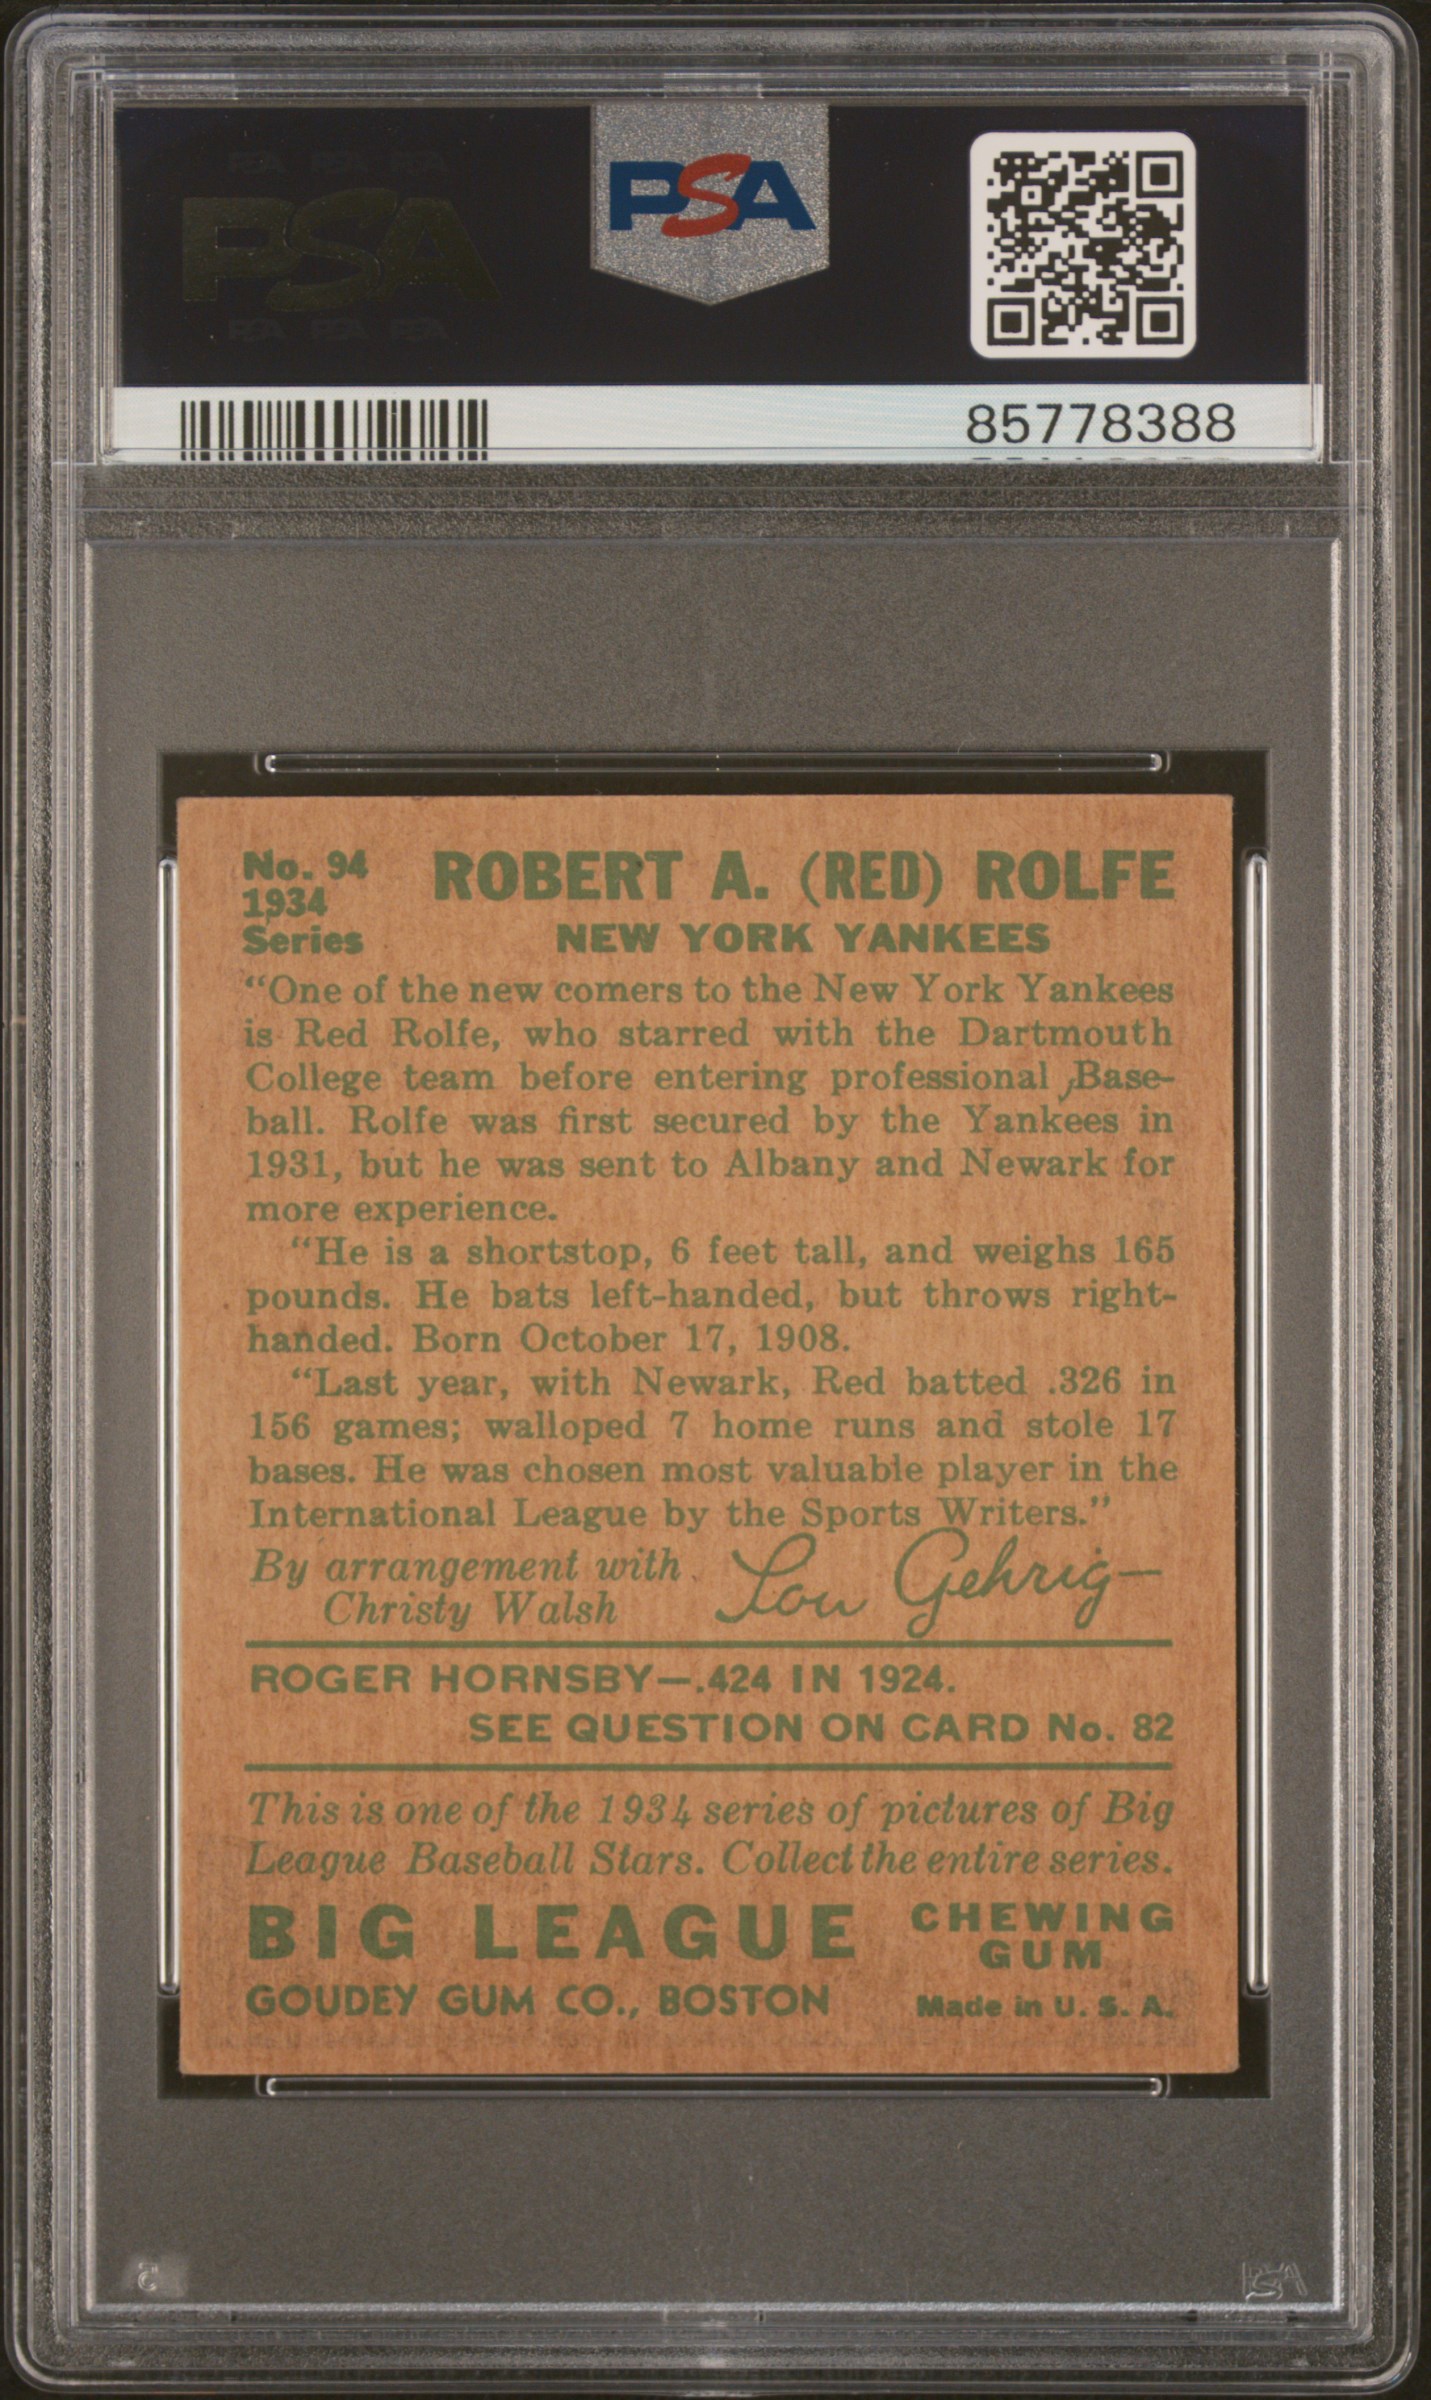 PSA PSA PSA
PSA
PSA PSA PSA
PSA
85778388
No. 94
1934
Series
ROBERT A. (RED) ROLFE
NEW YORK YANKEES
“One of the new comers to the New York Yankees
is Red Rolfe, who starred with the Dartmouth
College team before entering professional Base-
ball. Rolfe was first secured by the Yankees in
1931, but he was sent to Albany and Newark for
more experience.
“He is a shortstop, 6 feet tall, and weighs 165
pounds. He bats left-handed, but throws right-
handed. Born October 17, 1908.
“Last year, with Newark, Red batted .326 in
156 games; walloped 7 home runs and stole 17
bases. He was chosen most valuable player in the
International League by the Sports Writers.”
By arrangement with
Christy Walsh
Lou Gehrig
ROGER HORNSBY—.424 IN 1924.
SEE QUESTION ON CARD No. 82
This is one of the 1934 series of pictures of Big
League Baseball Stars. Collect the entire series.
BIG LEAGUE
CHEWING
GUM
GOUDEY GUM CO., BOSTON
Made in U. S. A.
PSA